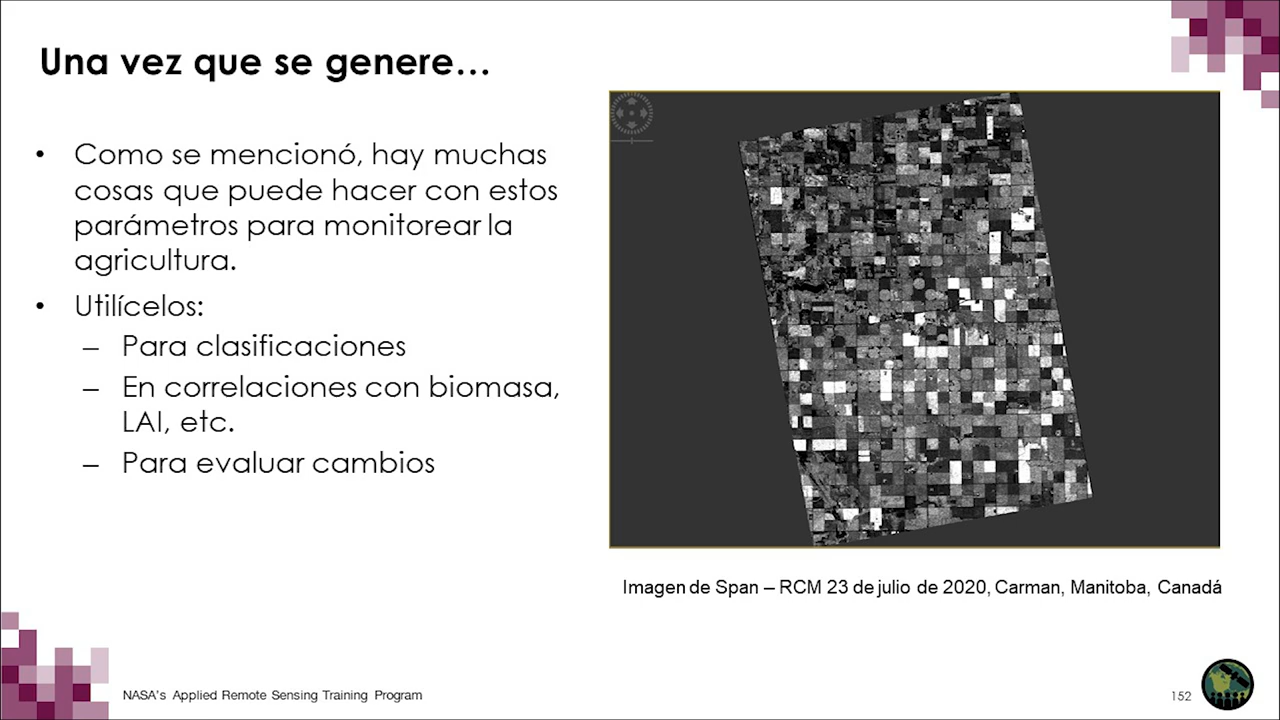 Una vez que se genere…
• Como se mencionó, hay muchas
cosas que puede hacer con estos
parámetros para monitorear la
agricultura.
• Utilícelos:
– Para clasificaciones
– En correlaciones con biomasa,
LAI, etc.
– Para evaluar cambios
Imagen de Span – RCM 23 de julio de 2020, Carman, Manitoba, Canadá
NASA's Applied Remote Sensing Training Program
152